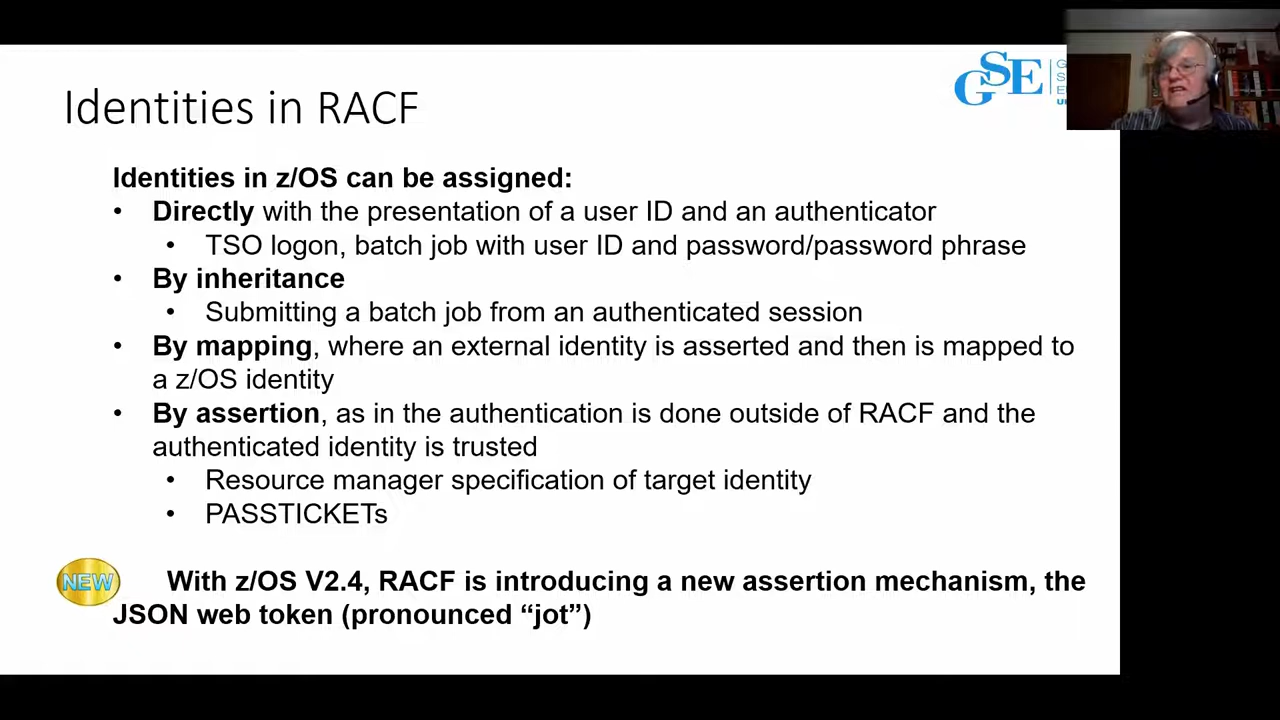 GSE
Identities in RACF
Identities in z/OS can be assigned:
• Directly with the presentation of a user ID and an authenticator
• TSO logon, batch job with user ID and password/password phrase
• By inheritance
• Submitting a batch job from an authenticated session
• By mapping, where an external identity is asserted and then is mapped to
a z/OS identity
• By assertion, as in the authentication is done outside of RACF and the
authenticated identity is trusted
• Resource manager specification of target identity
• PASSTICKETs
NEW With z/OS V2.4, RACF is introducing a new assertion mechanism, the
JSON web token (pronounced “jot”)